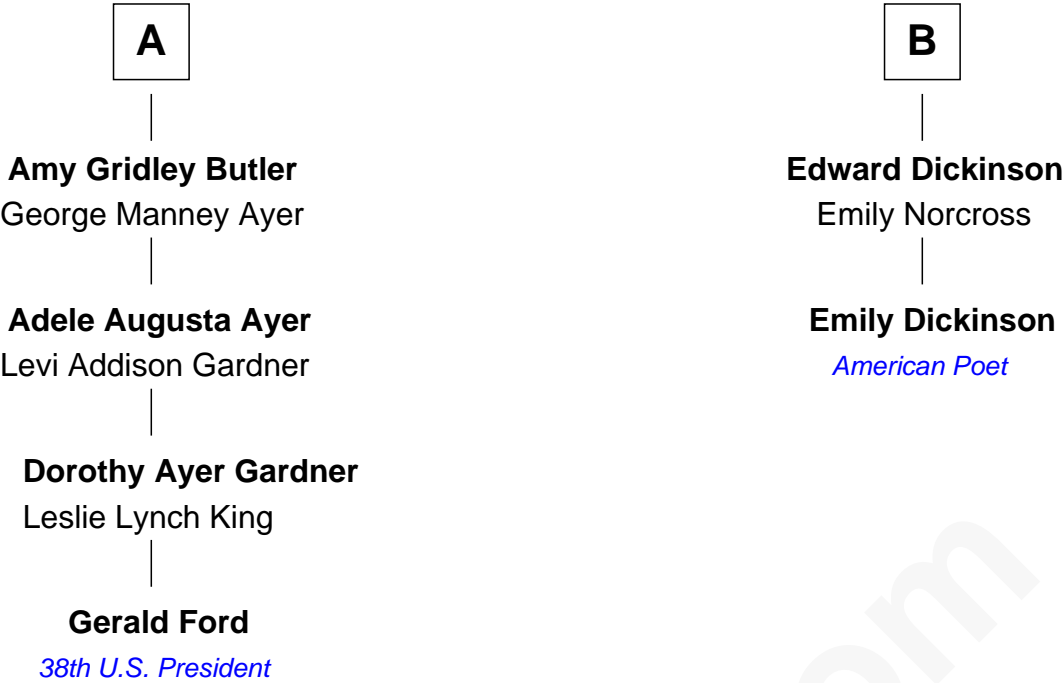 A
Amy Gridley Butler
George Manney Ayer
Adele Augusta Ayer
Levi Addison Gardner
Dorothy Ayer Gardner
Leslie Lynch King
Gerald Ford
38th U.S. President
B
Edward Dickinson
Emily Norcross
Emily Dickinson
American Poet
om